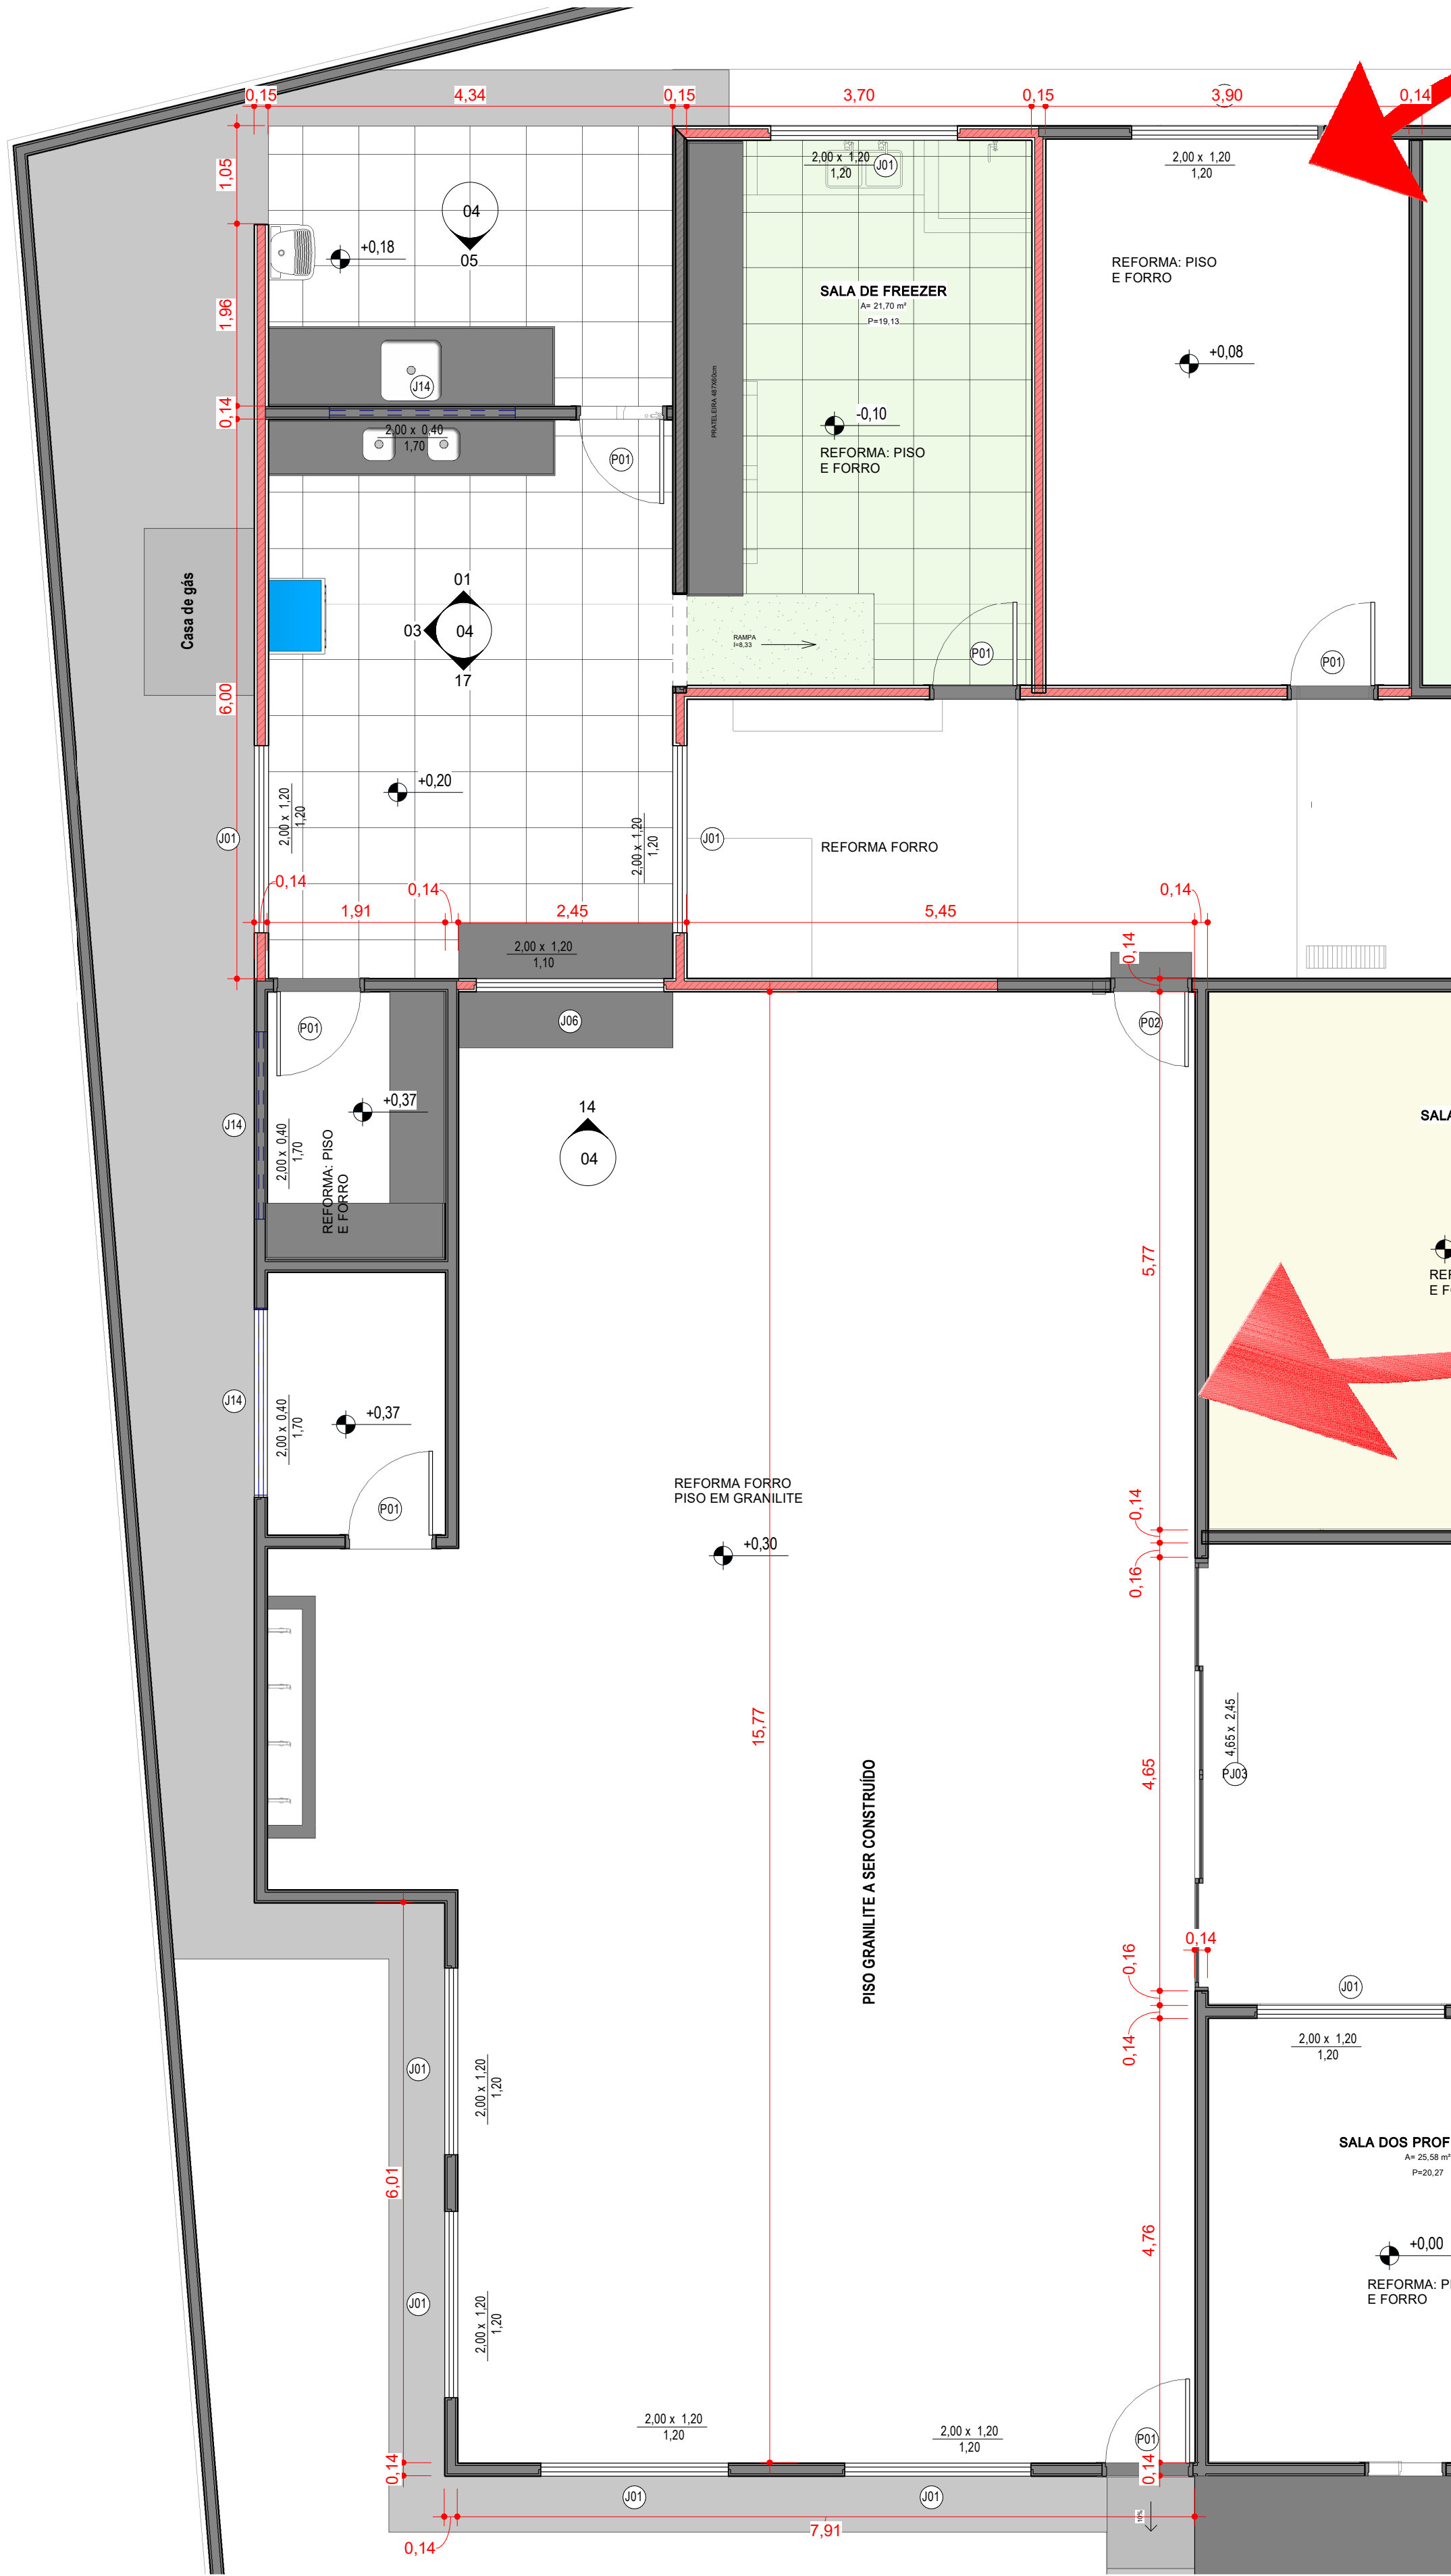 0,15
4,34
0,15
3,70
0,15
3,90
0,14
1,05
2,00 x 1,20
1,20
J01
2,00 x 1,20
1,20
04
05
+0,18
REFORMA: PISO
E FORRO
SALA DE FREEZER
A= 21,70 m²
P=19,13
1,96
+0,08
J14
PRATELEIRA 487X60cm
0,14
-0,10
2,00 x 0,40
1,70
P01
REFORMA: PISO
E FORRO
Casa de gás
01
03
04
17
RAMPA
I=8,33
P01
P01
6,00
+0,20
2,00 x 1,20
1,20
J01
2,00 x 1,20
1,20
J01
REFORMA FORRO
0,14
0,14
0,14
1,91
2,45
5,45
2,00 x 1,20
1,10
0,14
P01
J06
P02
+0,37
14
04
SALA
J14
2,00 x 0,40
1,70
REFORMA: PISO
E FORRO
5,77
J14
2,00 x 0,40
1,70
+0,37
P01
REFORMA FORRO
PISO EM GRANILITE
+0,30
0,14
0,16
15,77
4,65
4,65 x 2,45
PJ03
PISO GRANILITE A SER CONSTRUÍDO
0,14
0,16
J01
0,14
2,00 x 1,20
1,20
J01
2,00 x 1,20
1,20
SALA DOS PROF
A= 25,58 m²
P=20,27
6,01
4,76
+0,00
REFORMA: PI
E FORRO
J01
2,00 x 1,20
1,20
2,00 x 1,20
1,20
2,00 x 1,20
1,20
P01
0,14
0,14
J01
J01
10%
7,91
0,14